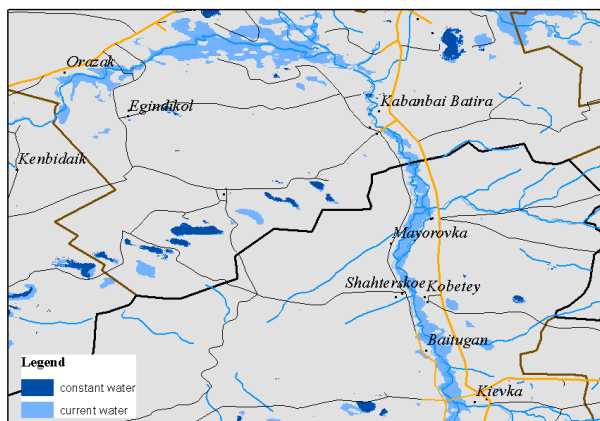 Orazak
Egindikol
Kabanbai Batira
Kenbidaik
Mayorovka
Shahterskoe
Kobetey
Baitugan
Kievka
Legend
constant water
current water